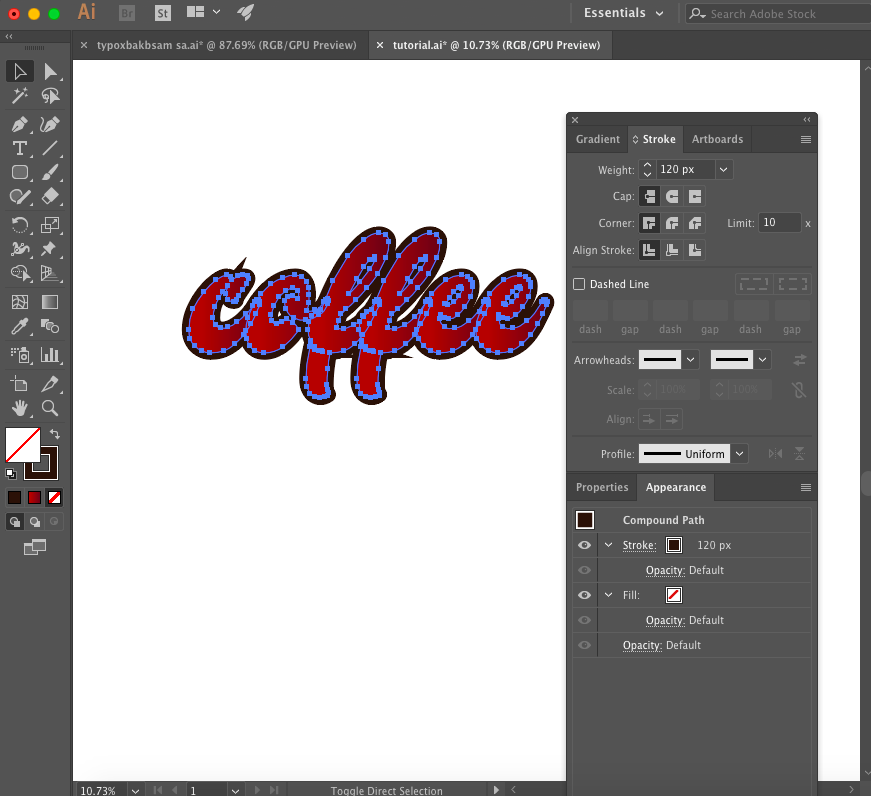 Ai Br St Essentials Search Adobe Stock
× typoxbakbsam sa.ai* @ 87.69% (RGB/GPU Preview) × tutorial.ai* @ 10.73% (RGB/GPU Preview)
Gradient Stroke Artboards
Weight: 120 px
Cap:
Corner: Limit: 10 x
Align Stroke:
Dashed Line
dash gap dash gap dash gap
Arrowheads:
Scale: 100% 100%
Align:
Profile: Uniform
coffee
Properties Appearance
Compound Path
Stroke: 120 px
Opacity: Default
Fill:
Opacity: Default
Opacity: Default
10.73% 1 Toggle Direct Selection